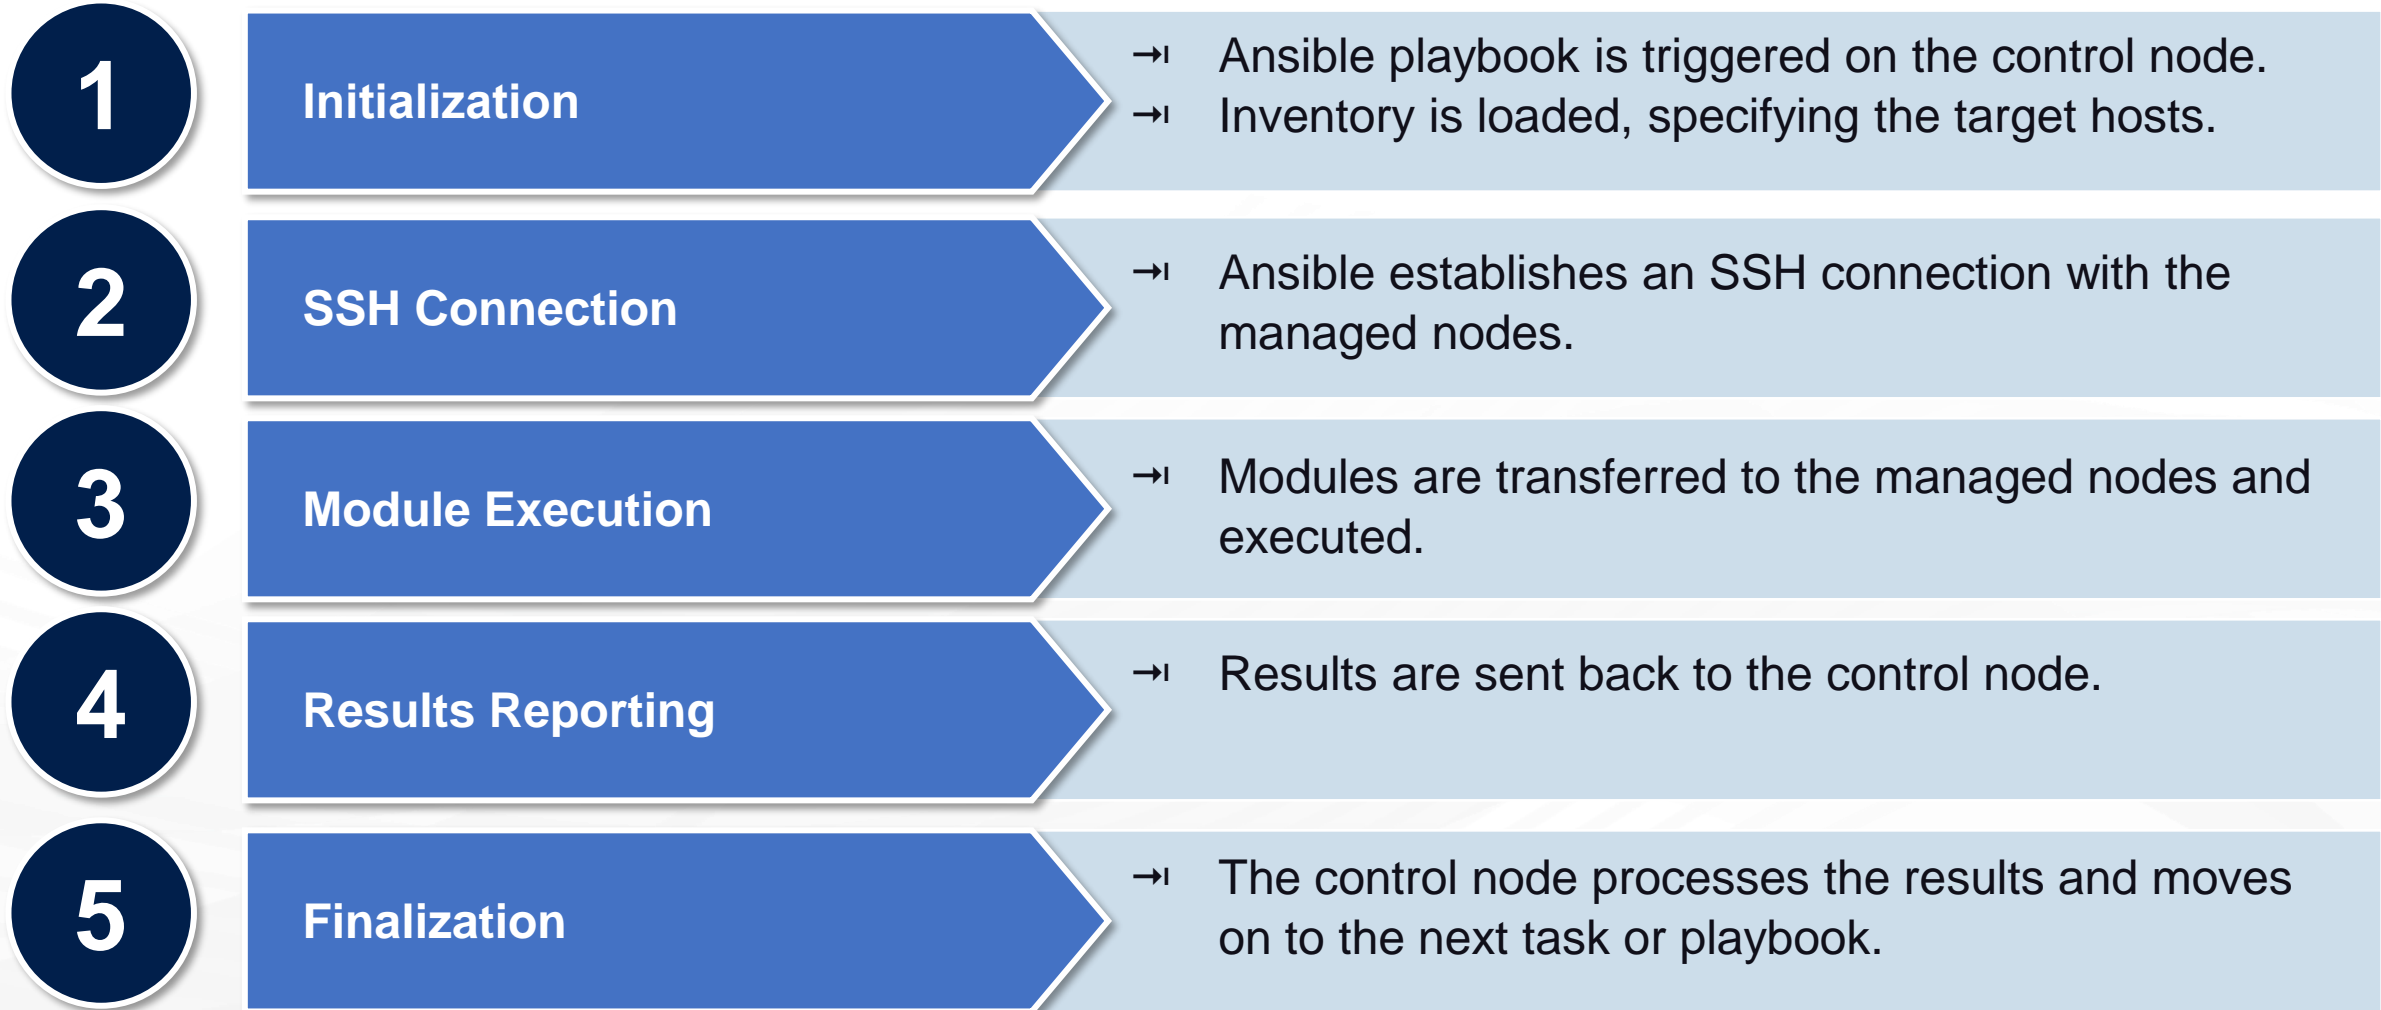 1
Initialization
⇥ Ansible playbook is triggered on the control node.
⇥ Inventory is loaded, specifying the target hosts.
2
SSH Connection
⇥ Ansible establishes an SSH connection with the
managed nodes.
3
Module Execution
⇥ Modules are transferred to the managed nodes and
executed.
4
Results Reporting
⇥ Results are sent back to the control node.
5
Finalization
⇥ The control node processes the results and moves
on to the next task or playbook.